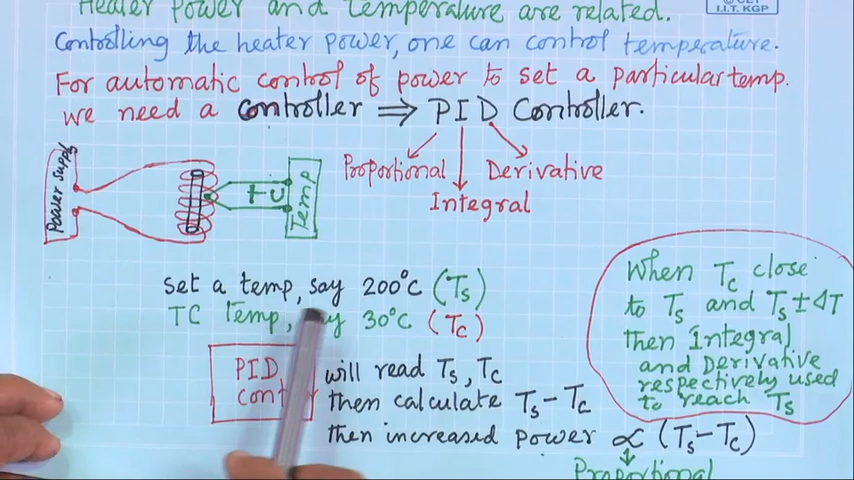 Heater Power and Temperature are related.
I.I.T. KGP
Controlling the heater power, one can control temperature.
For automatic control of power to set a particular temp.
we need a controller ⇒ PID Controller.
Proportional
Derivative
Integral
Power Supply
Temp
set a temp, say 200°C (Ts)
TC Temp, 30°C (Tc)
PID
cont
will read Ts, Tc
then calculate Ts - Tc
then increased power ∝ (Ts - Tc)
Proportional
When Tc close
to Ts and Ts ± ΔT
then Integral
and Derivative
respectively used
to reach Ts